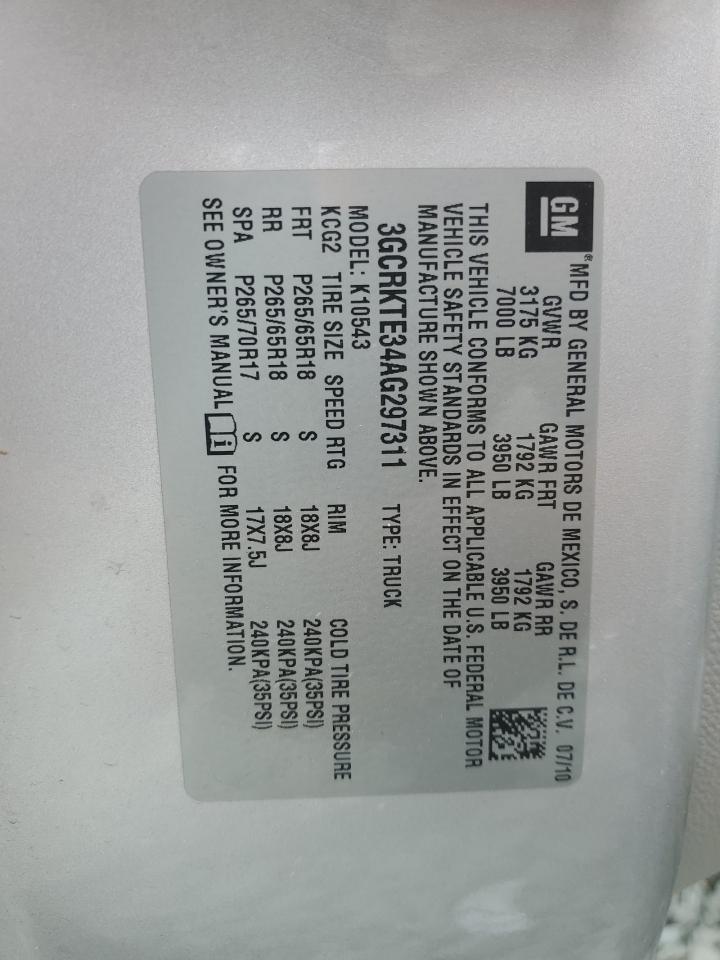 GM® MFD BY GENERAL MOTORS DE MEXICO, S. DE R.L. DE C.V. 07/10
GVWR GAWR FRT GAWR RR
3175 KG 1792 KG 1792 KG
7000 LB 3950 LB 3950 LB
THIS VEHICLE CONFORMS TO ALL APPLICABLE U.S. FEDERAL MOTOR
VEHICLE SAFETY STANDARDS IN EFFECT ON THE DATE OF
MANUFACTURE SHOWN ABOVE.
3GCRKTE34AG297311 TYPE: TRUCK
MODEL: K10543
KCG2 TIRE SIZE SPEED RTG RIM COLD TIRE PRESSURE
FRT P265/65R18 S 18X8J 240KPA(35PSI)
RR P265/65R18 S 18X8J 240KPA(35PSI)
SPA P265/70R17 S 17X7.5J 240KPA(35PSI)
SEE OWNER'S MANUAL i FOR MORE INFORMATION.